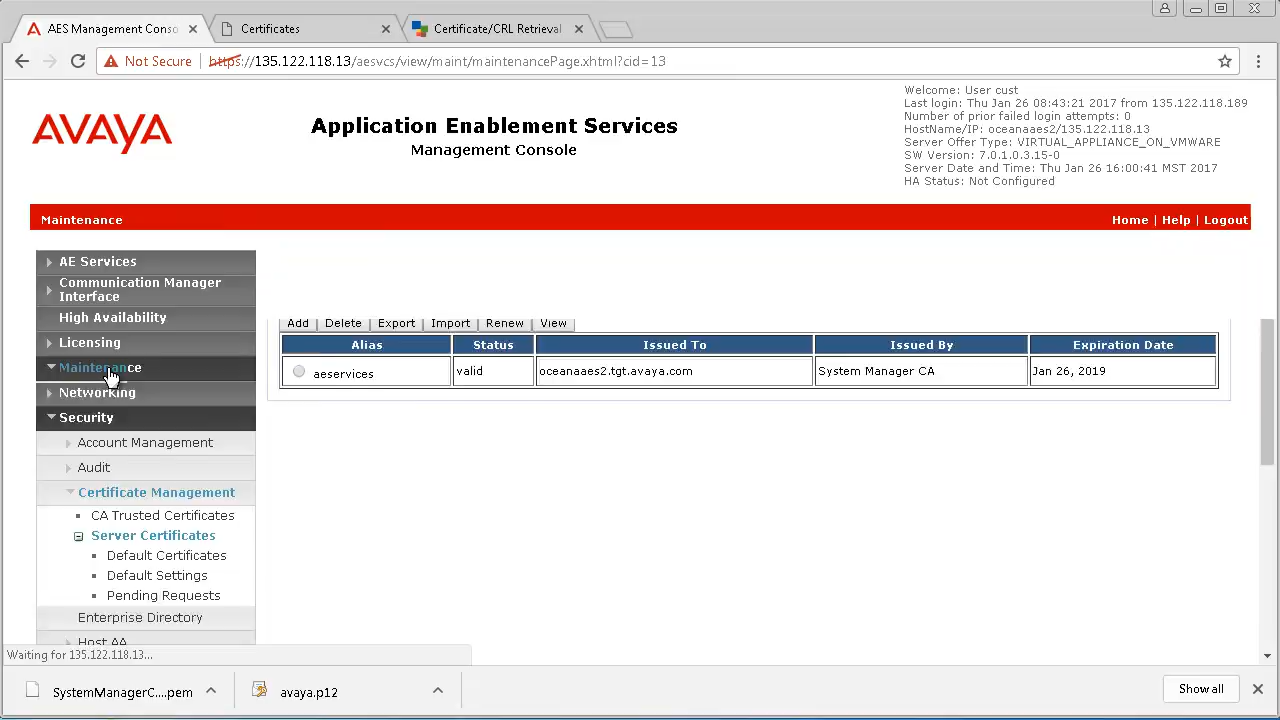 AES Management Conso
Certificates
Certificate/CRL Retrieval
Not Secure https://135.122.118.13/aesvcs/view/maint/maintenancePage.xhtml?cid=13
Welcome: User cust
Last login: Thu Jan 26 08:43:21 2017 from 135.122.118.189
Number of prior failed login attempts: 0
HostName/IP: oceanaaes2/135.122.118.13
Server Offer Type: VIRTUAL_APPLIANCE_ON_VMWARE
SW Version: 7.0.1.0.3.15-0
Server Date and Time: Thu Jan 26 16:00:41 MST 2017
HA Status: Not Configured
AVAYA
Application Enablement Services
Management Console
Maintenance
Home | Help | Logout
AE Services
Communication Manager
Interface
High Availability
Licensing
Maintenance
Networking
Security
Account Management
Audit
Certificate Management
CA Trusted Certificates
Server Certificates
Default Certificates
Default Settings
Pending Requests
Enterprise Directory
Host AA
Add Delete Export Import Renew View
Alias Status Issued To Issued By Expiration Date
aeservices valid oceanaaes2.tgt.avaya.com System Manager CA Jan 26, 2019
Waiting for 135.122.118.13...
SystemManagerC....pem
avaya.p12
Show all